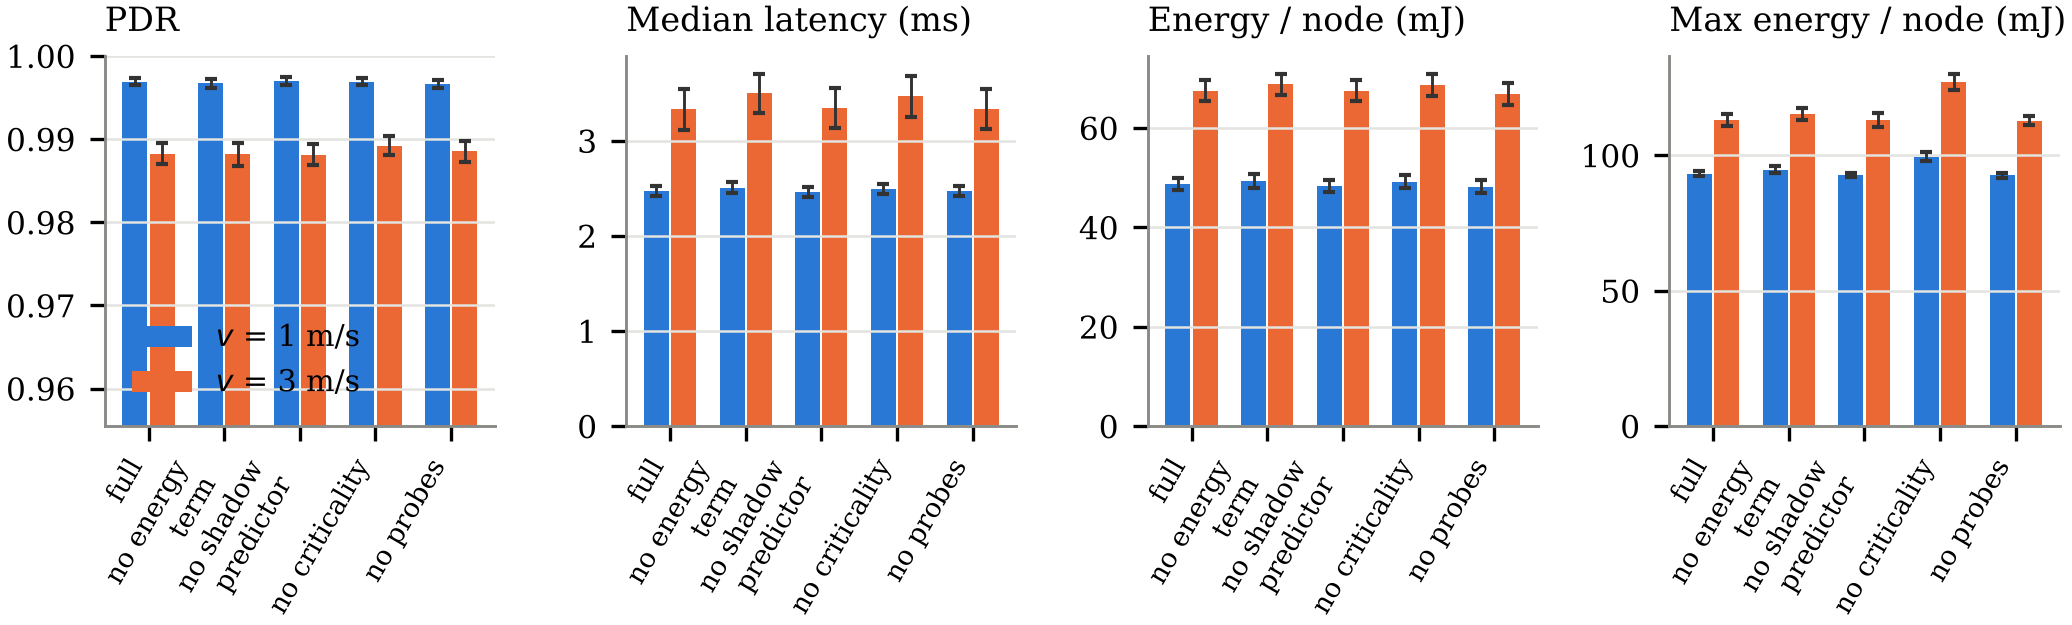 PDR
1.00
0.99
0.98
0.97
0.96
v = 1 m/s
v = 3 m/s
full
no energy
term
no shadow
predictor
no criticality
no probes
Median latency (ms)
3
2
1
0
full
no energy
term
no shadow
predictor
no criticality
no probes
Energy / node (mJ)
60
40
20
0
full
no energy
term
no shadow
predictor
no criticality
no probes
Max energy / node (mJ)
100
50
0
full
no energy
term
no shadow
predictor
no criticality
no probes